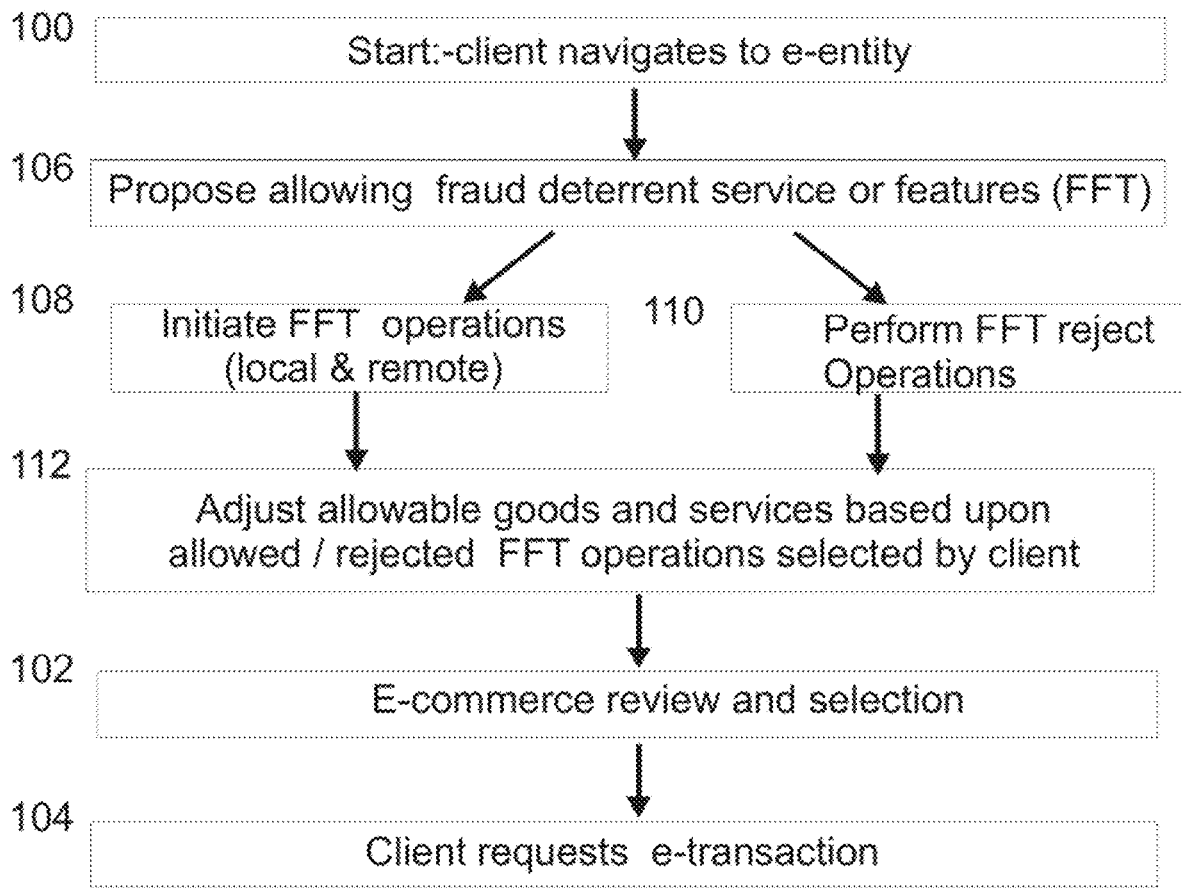 100
Start:-client navigates to e-entity
106
Propose allowing fraud deterrent service or features (FFT)
108
Initiate FFT operations
(local & remote)
110
Perform FFT reject
Operations
112
Adjust allowable goods and services based upon
allowed / rejected FFT operations selected by client
102
E-commerce review and selection
104
Client requests e-transaction